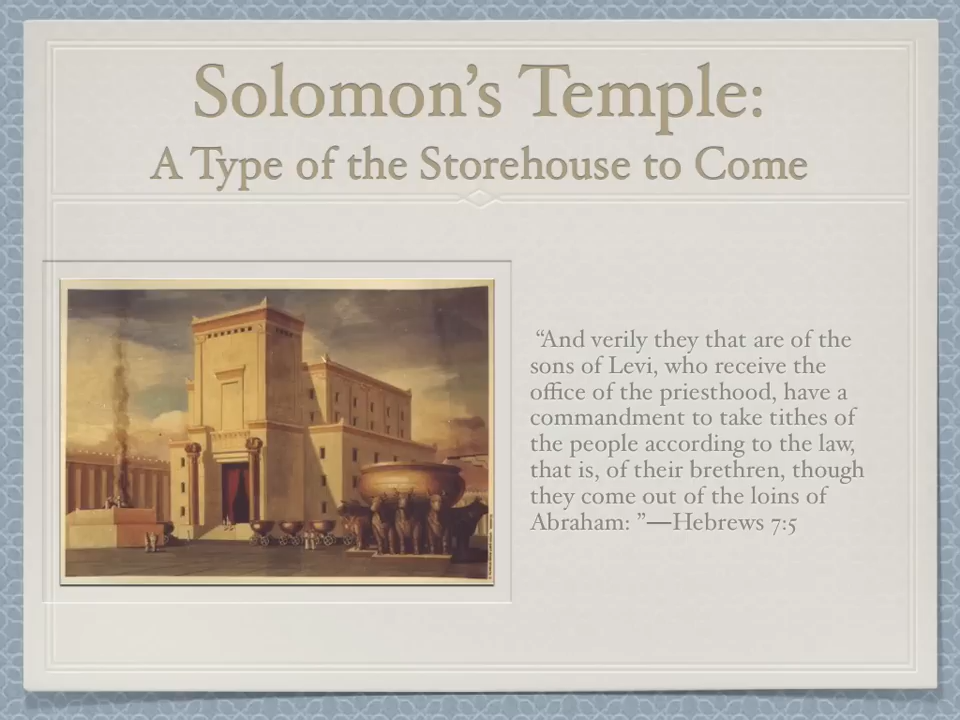 Solomon’s Temple:
A Type of the Storehouse to Come
“And verily they that are of the
sons of Levi, who receive the
office of the priesthood, have a
commandment to take tithes of
the people according to the law,
that is, of their brethren, though
they come out of the loins of
Abraham: ”—Hebrews 7:5